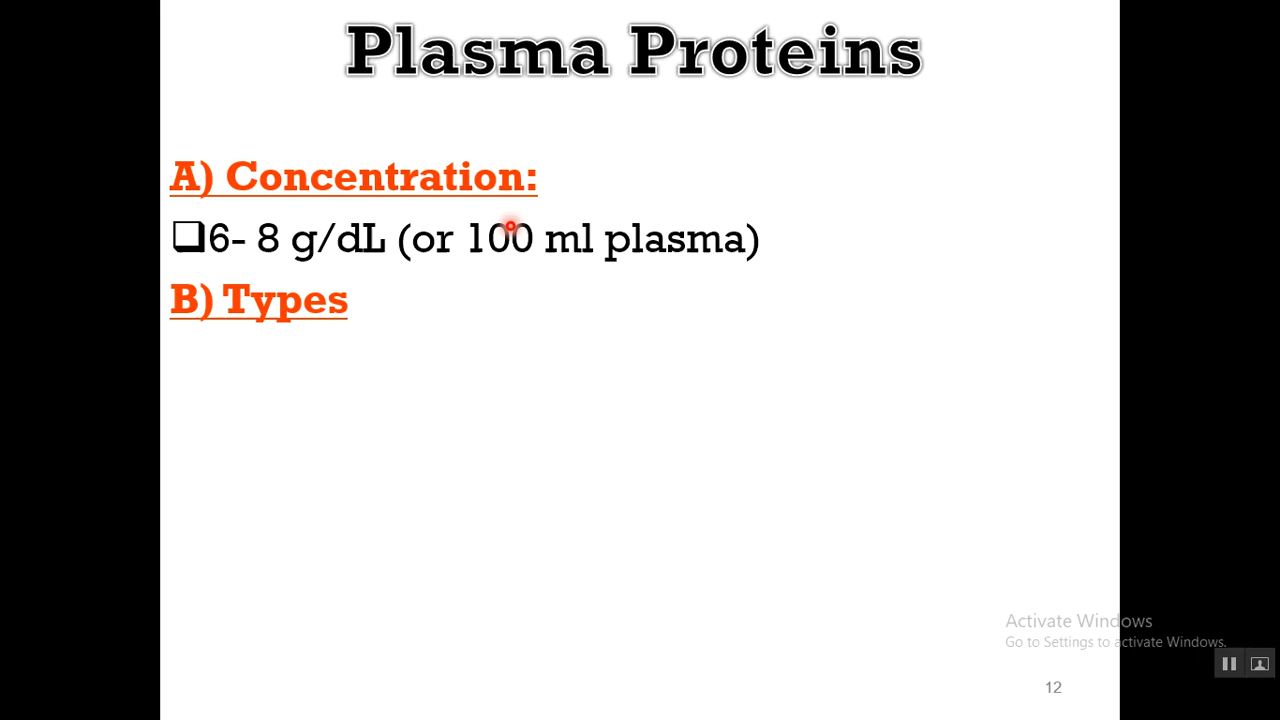 Plasma Proteins
A) Concentration:
❑6- 8 g/dL (or 100 ml plasma)
B) Types
Activate Windows
Go to Settings to activate Windows.
12